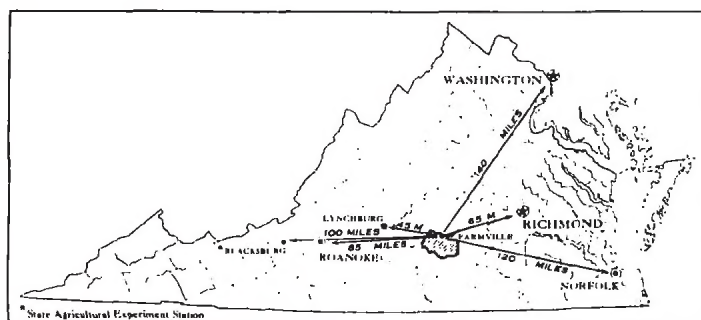 WASHINGTON
140 MILES
LYNCHBURG
45 M.
65 M.
RICHMOND
100 MILES
FARMVILLE
*BLACKSBURG
85 MILES
ROANOKE
120 MILES
NORFOLK
*State Agricultural Experiment Station